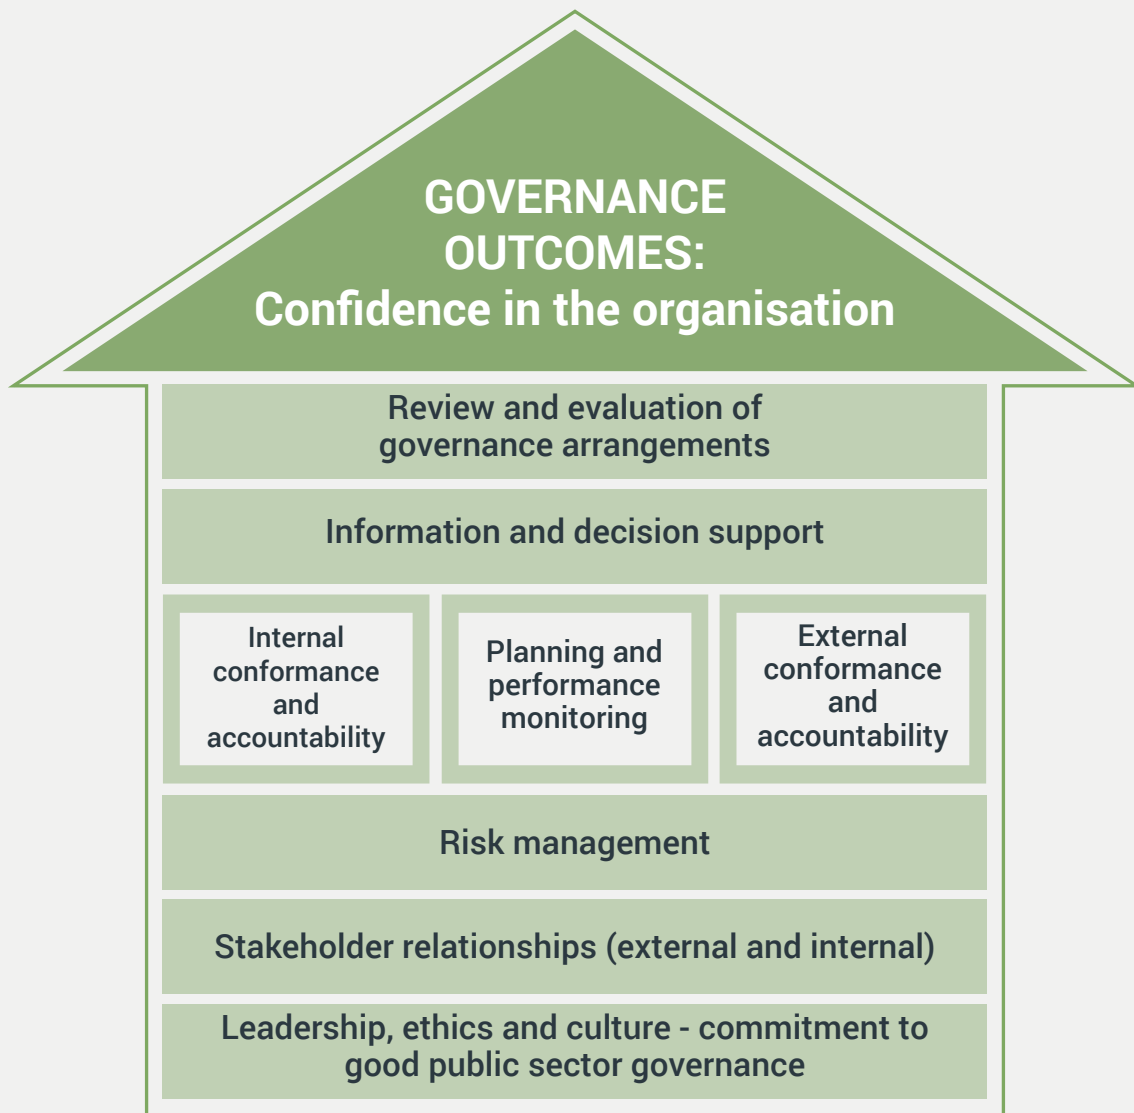 GOVERNANCE
OUTCOMES:
Confidence in the organisation
Review and evaluation of
governance arrangements
Information and decision support
Internal
conformance
and
accountability
Planning and
performance
monitoring
External
conformance
and
accountability
Risk management
Stakeholder relationships (external and internal)
Leadership, ethics and culture - commitment to
good public sector governance